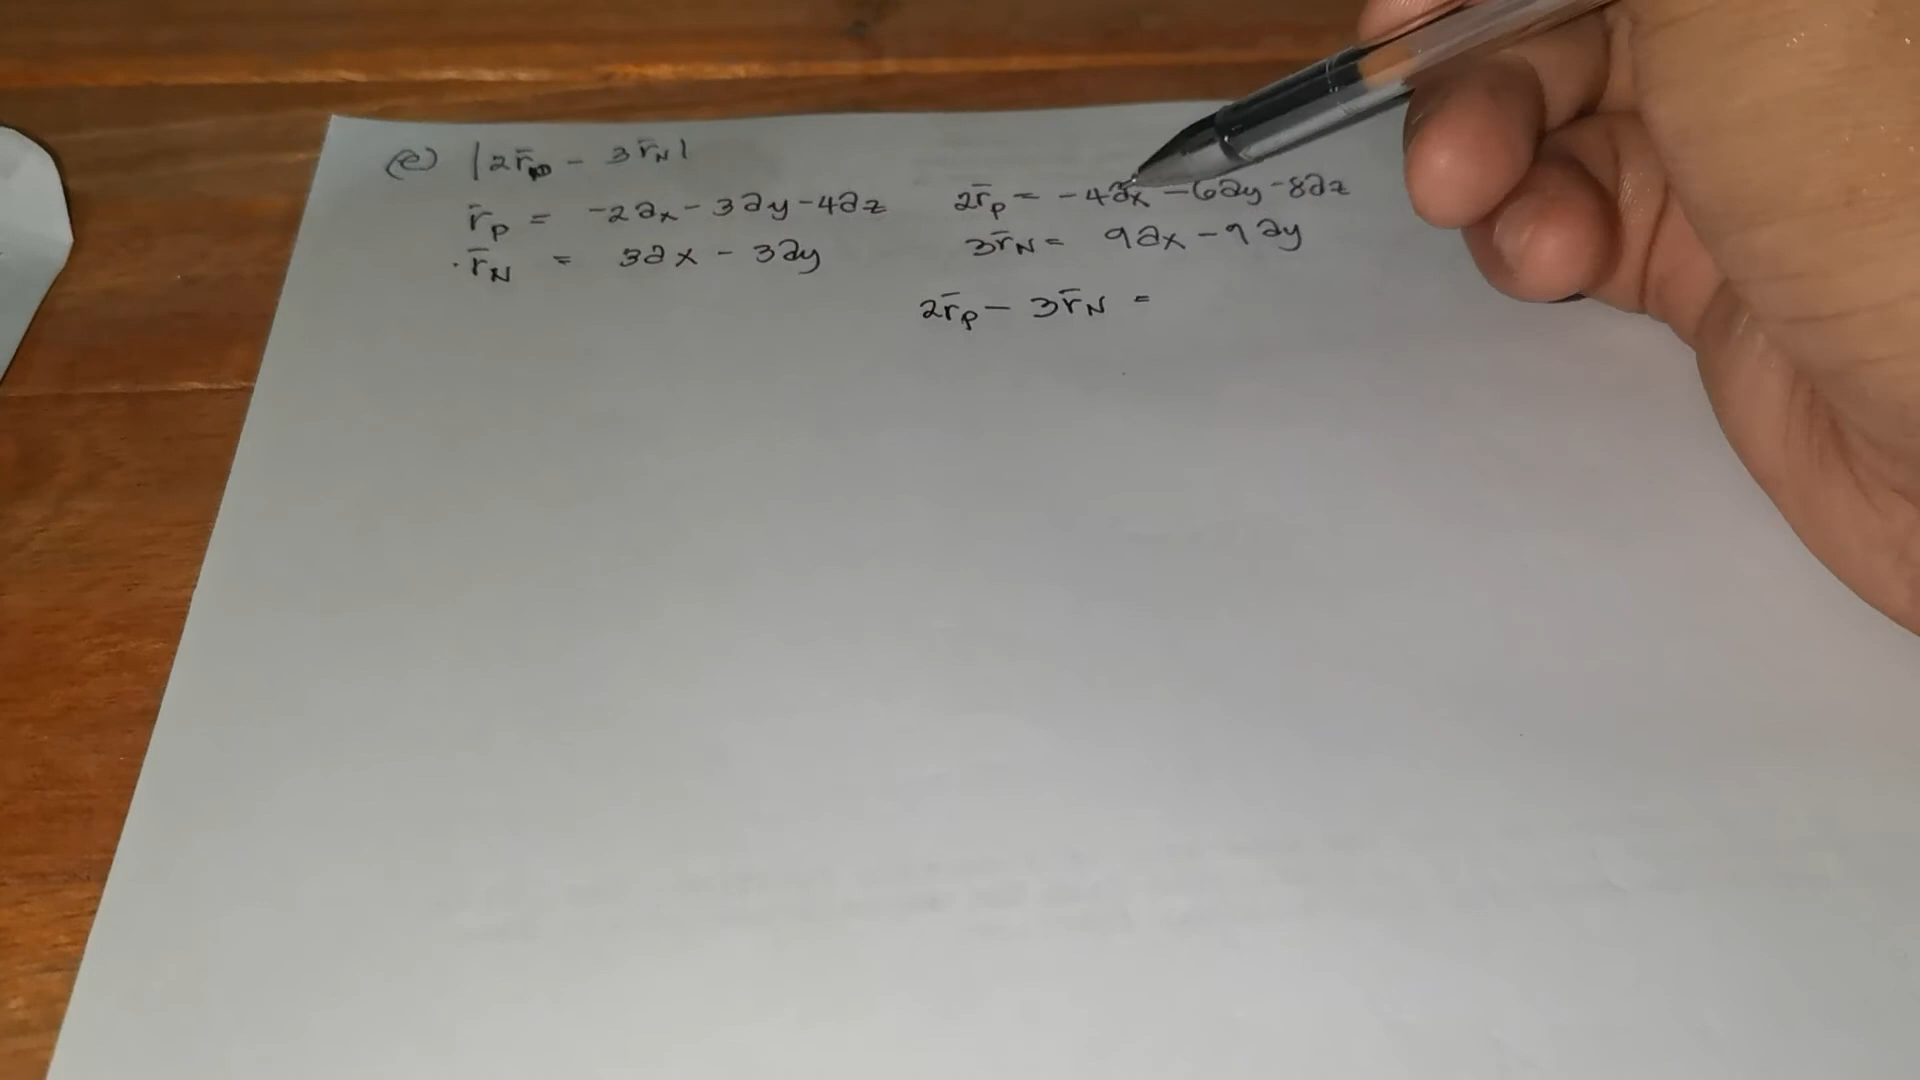 (e) |2r̄p - 3r̄N|
r̄p = -2ax - 3ay - 4az
r̄N = 3ax - 3ay
2r̄p = -4ax - 6ay - 8az
3r̄N = 9ax - 9ay
2r̄p - 3r̄N =